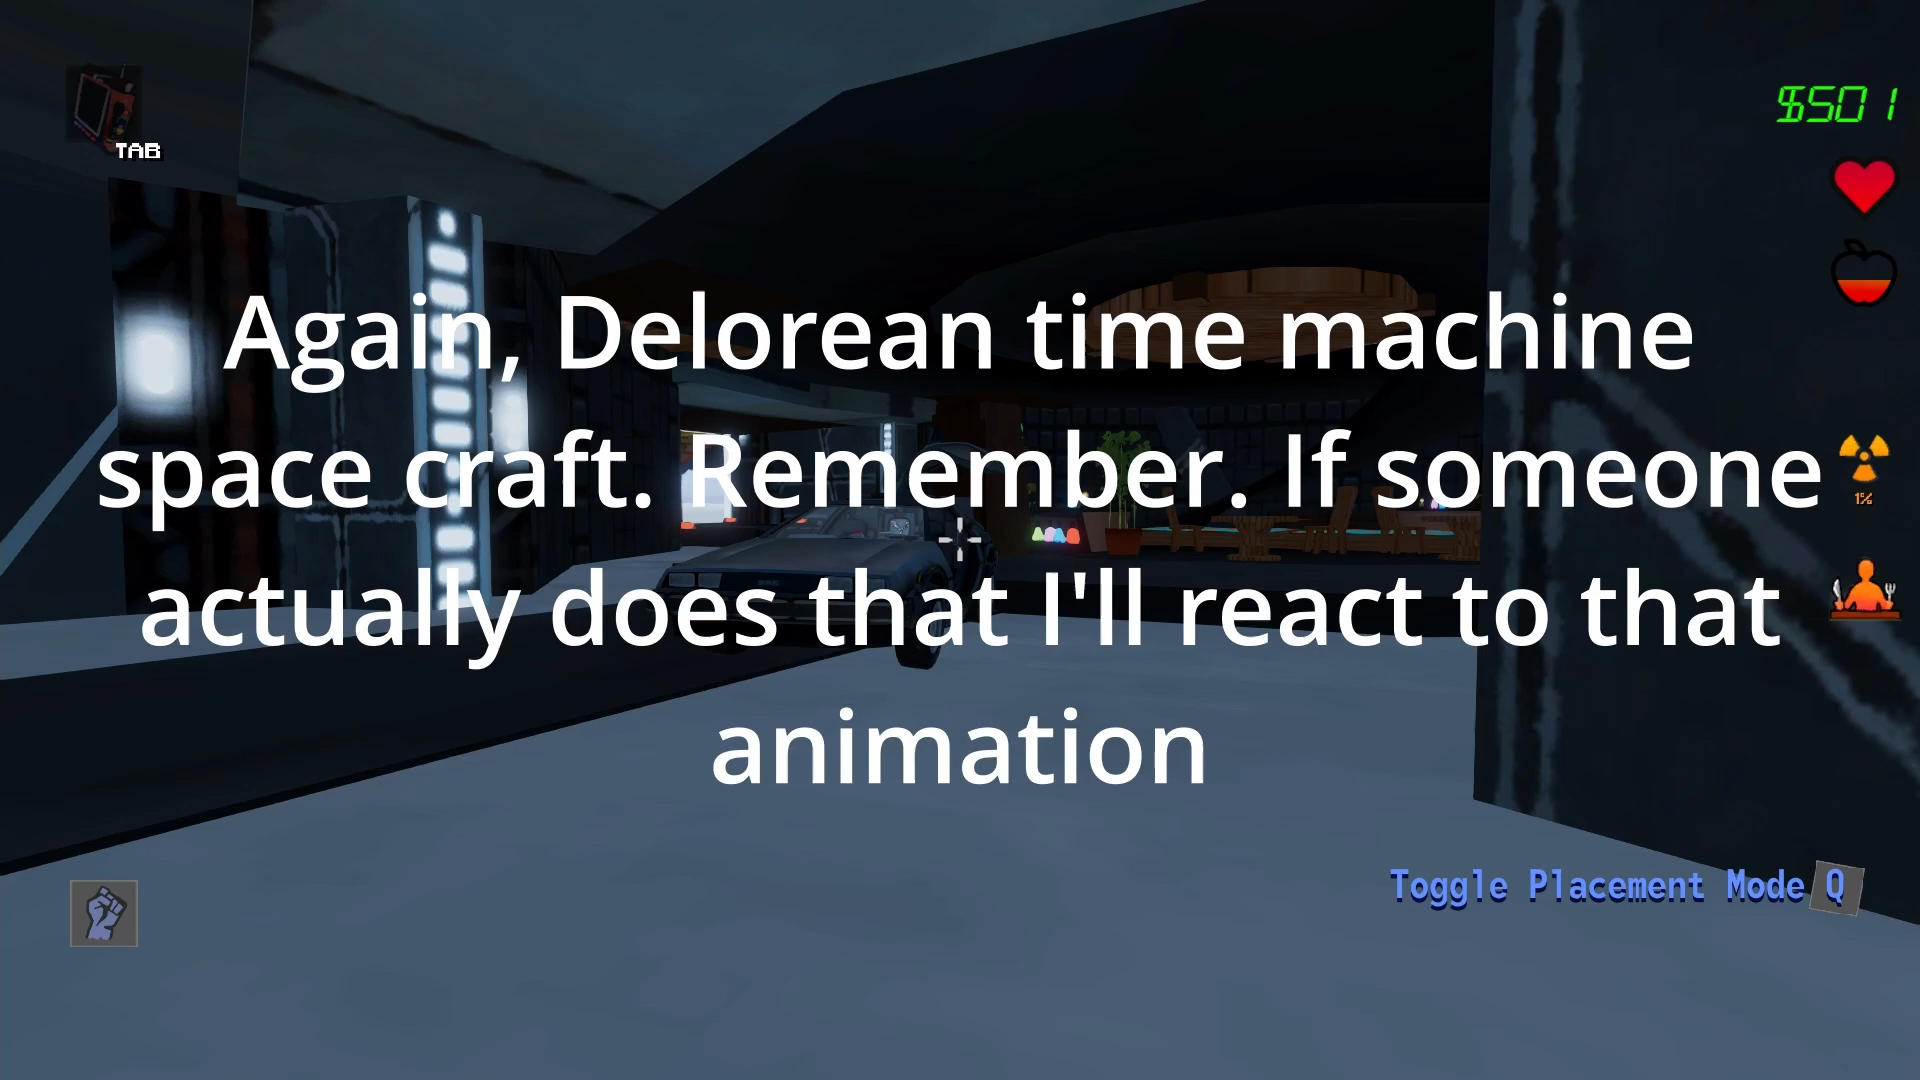 $501
TAB
Again, Delorean time machine
space craft. Remember. If someone
1%
actually does that I'll react to that
animation
Toggle Placement Mode Q